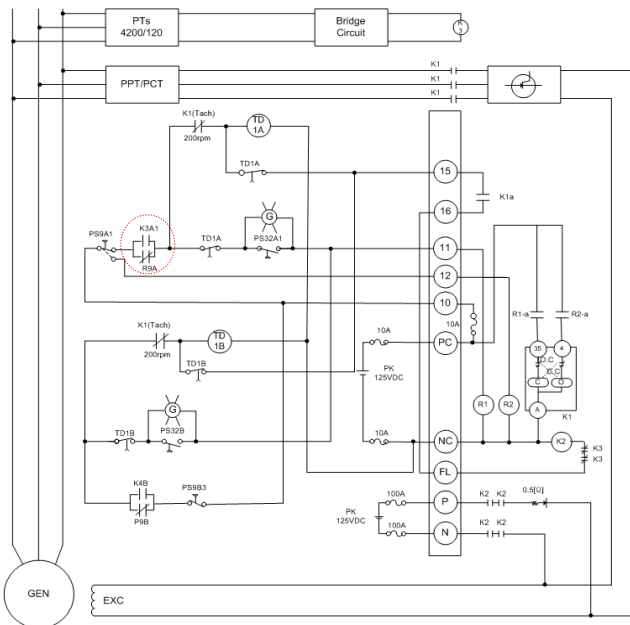 PTs
4200/120
Bridge
Circuit
K
3
PPT/PCT
K1
K1
K1
K1(Tach)
200rpm
TD
1A
TD1A
15
K1a
16
PS9A1
K3A1
R9A
TD1A
G
PS32A1
11
12
10
10A
R1-a
R2-a
K1(Tach)
200rpm
TD
1B
TD1B
10A
PC
PK
125VDC
35
4
C
O
A
K1
R1
R2
G
TD1B
PS32B
10A
NC
K2
K3
K3
FL
K4B
P9B
PS9B3
PK
125VDC
100A
P
K2 K2
0.5[Ω]
100A
N
K2 K2
GEN
EXC